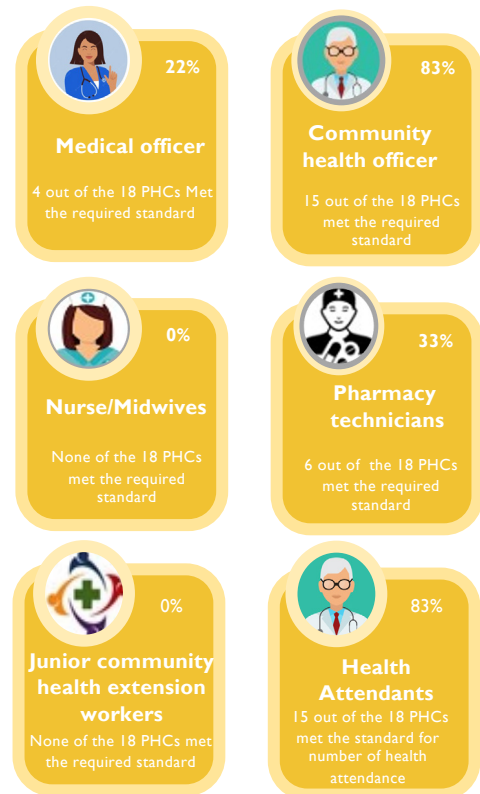 22%
Medical officer
4 out of the 18 PHCs Met
the required standard
83%
Community
health officer
15 out of the 18 PHCs
met the required
standard
0%
Nurse/Midwives
None of the 18 PHCs
met the required
standard
33%
Pharmacy
technicians
6 out of the 18 PHCs
met the required
standard
0%
Junior community
health extension
workers
None of the 18 PHCs met
the required standard
83%
Health
Attendants
15 out of the 18 PHCs
met the standard for
number of health
attendance